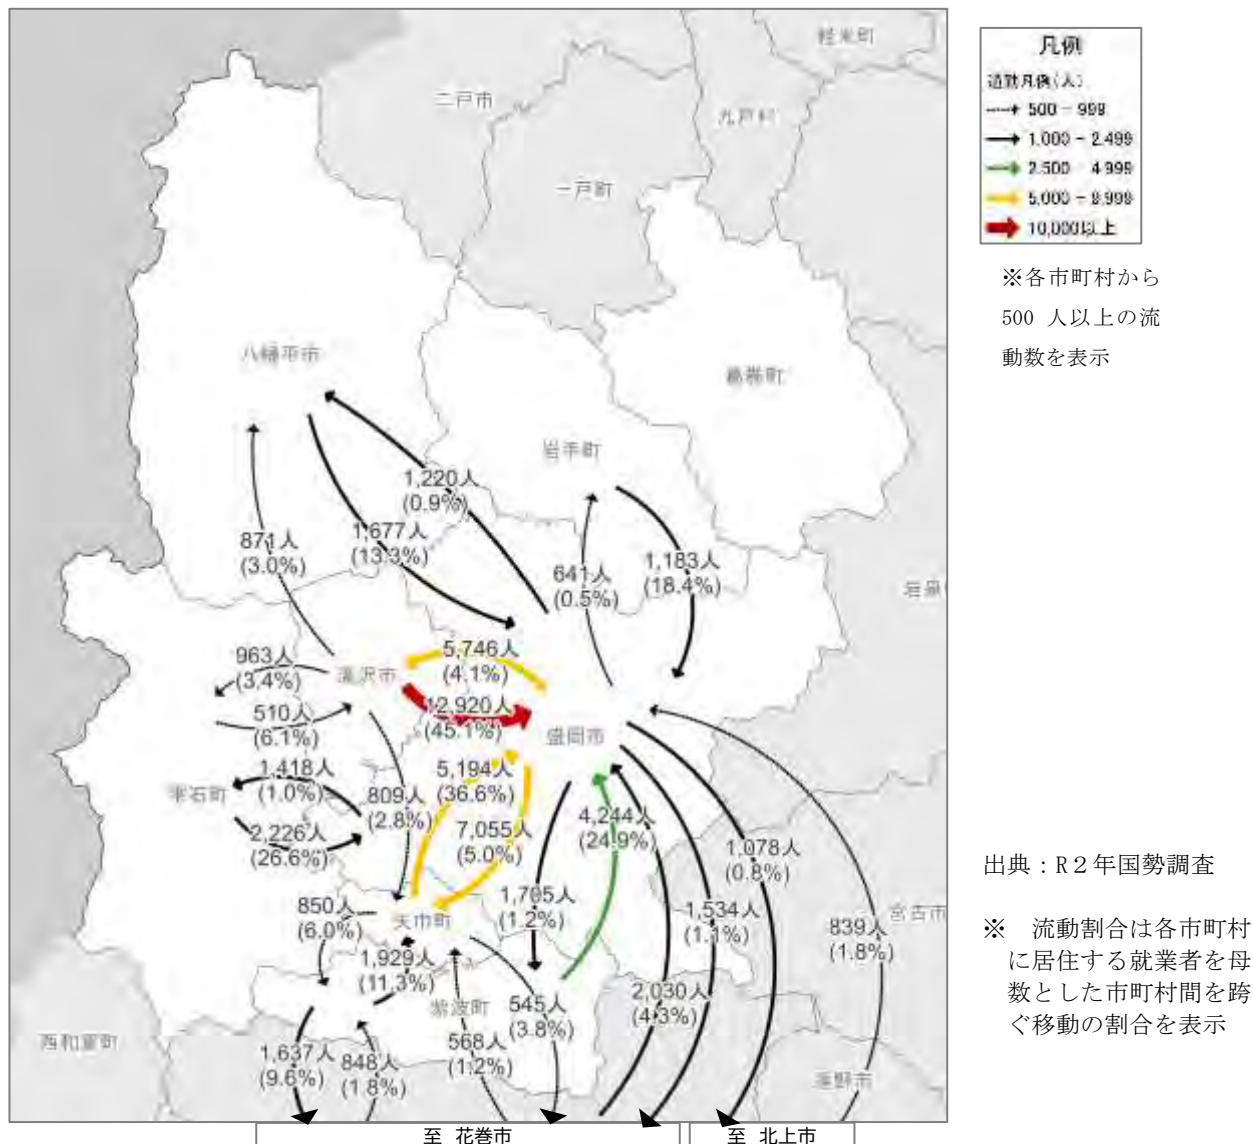 軽米町
二戸市
九戸村
一戸町
八幡平市
葛巻町
岩手町
1,220人
(0.9%)
1,677人
(13.3%)
871人
(3.0%)
641人
(0.5%)
1,183人
(18.4%)
963人
(3.4%)
滝沢市
5,746人
(4.1%)
12,920人
(45.1%)
510人
(6.1%)
盛岡市
1,418人
(1.0%)
雫石町
2,226人
(26.6%)
809人
(2.8%)
5,194人
(36.6%)
7,055人
(5.0%)
4,244人
(24.9%)
1,078人
(0.8%)
850人
(6.0%)
矢巾町
1,705人
(1.2%)
1,534人
(1.1%)
839人
(1.8%)
宮古市
1,929人
(11.3%)
紫波町
545人
(3.8%)
2,030人
(4.3%)
568人
(1.2%)
西和賀町
1,637人
(9.6%)
848人
(1.8%)
遠野市
至 花巻市
至 北上市
凡例
通勤凡例(人)
500 - 999
1,000 - 2,499
2,500 - 4,999
5,000 - 9,999
10,000以上
※各市町村から
500 人以上の流
動数を表示
出典：R２年国勢調査
※ 流動割合は各市町村
に居住する就業者を母
数とした市町村間を跨
ぐ移動の割合を表示